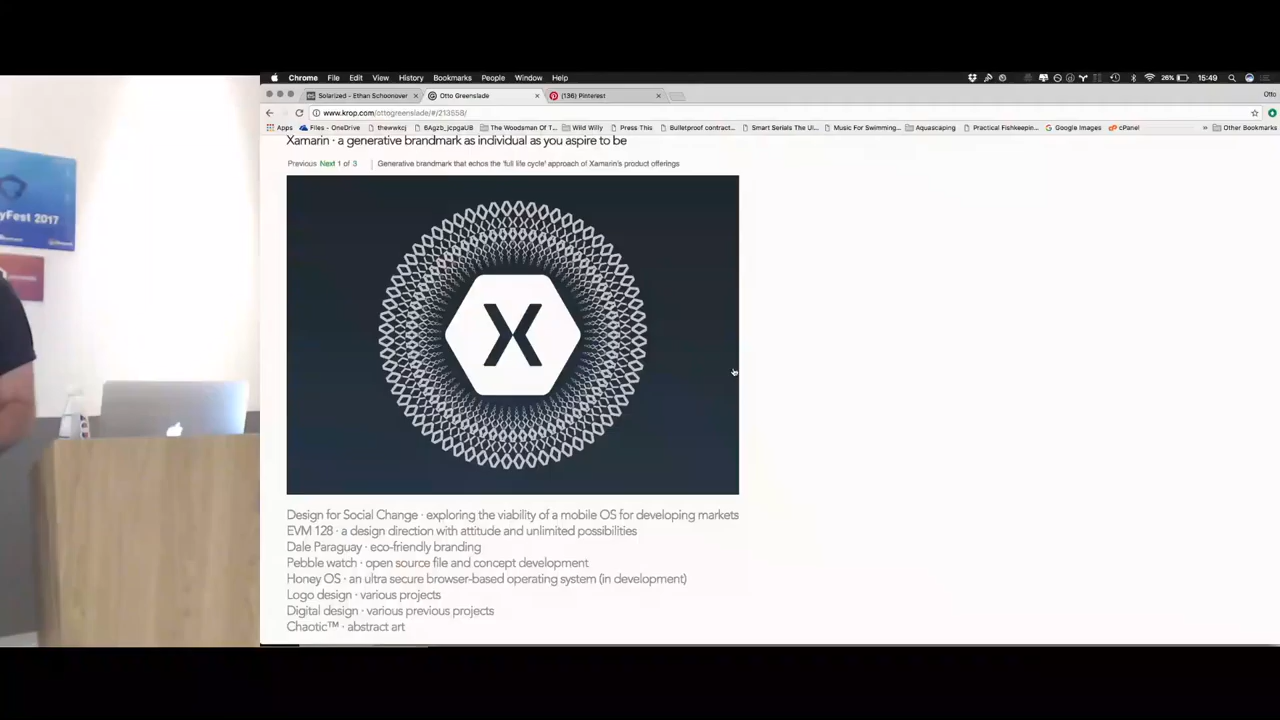 Chrome File Edit View History Bookmarks People Window Help 26% 15:49
Solarized - Ethan Schoonover Otto Greenslade (136) Pinterest Otto
www.krop.com/ottogreenslade/#/213558/
Apps Files - OneDrive thewwkcj 6Agzb_jcpgaUB The Woodsman Of T... Wild Willy Press This Bulletproof contract... Smart Serials The Ul... Music For Swimming... Aquascaping Practical Fishkeepin... Google Images cPanel Other Bookmarks
Xamarin · a generative brandmark as individual as you aspire to be
Previous Next 1 of 3 | Generative brandmark that echos the 'full life cycle' approach of Xamarin's product offerings
yFest 2017
X
Design for Social Change · exploring the viability of a mobile OS for developing markets
EVM 128 · a design direction with attitude and unlimited possibilities
Dale Paraguay · eco-friendly branding
Pebble watch · open source file and concept development
Honey OS · an ultra secure browser-based operating system (in development)
Logo design · various projects
Digital design · various previous projects
Chaotic™ · abstract art